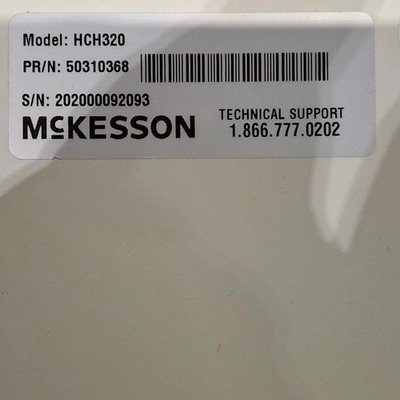 Model: HCH320
PR/N: 50310368
S/N: 202000092093
McKESSON
TECHNICAL SUPPORT
1.866.777.0202